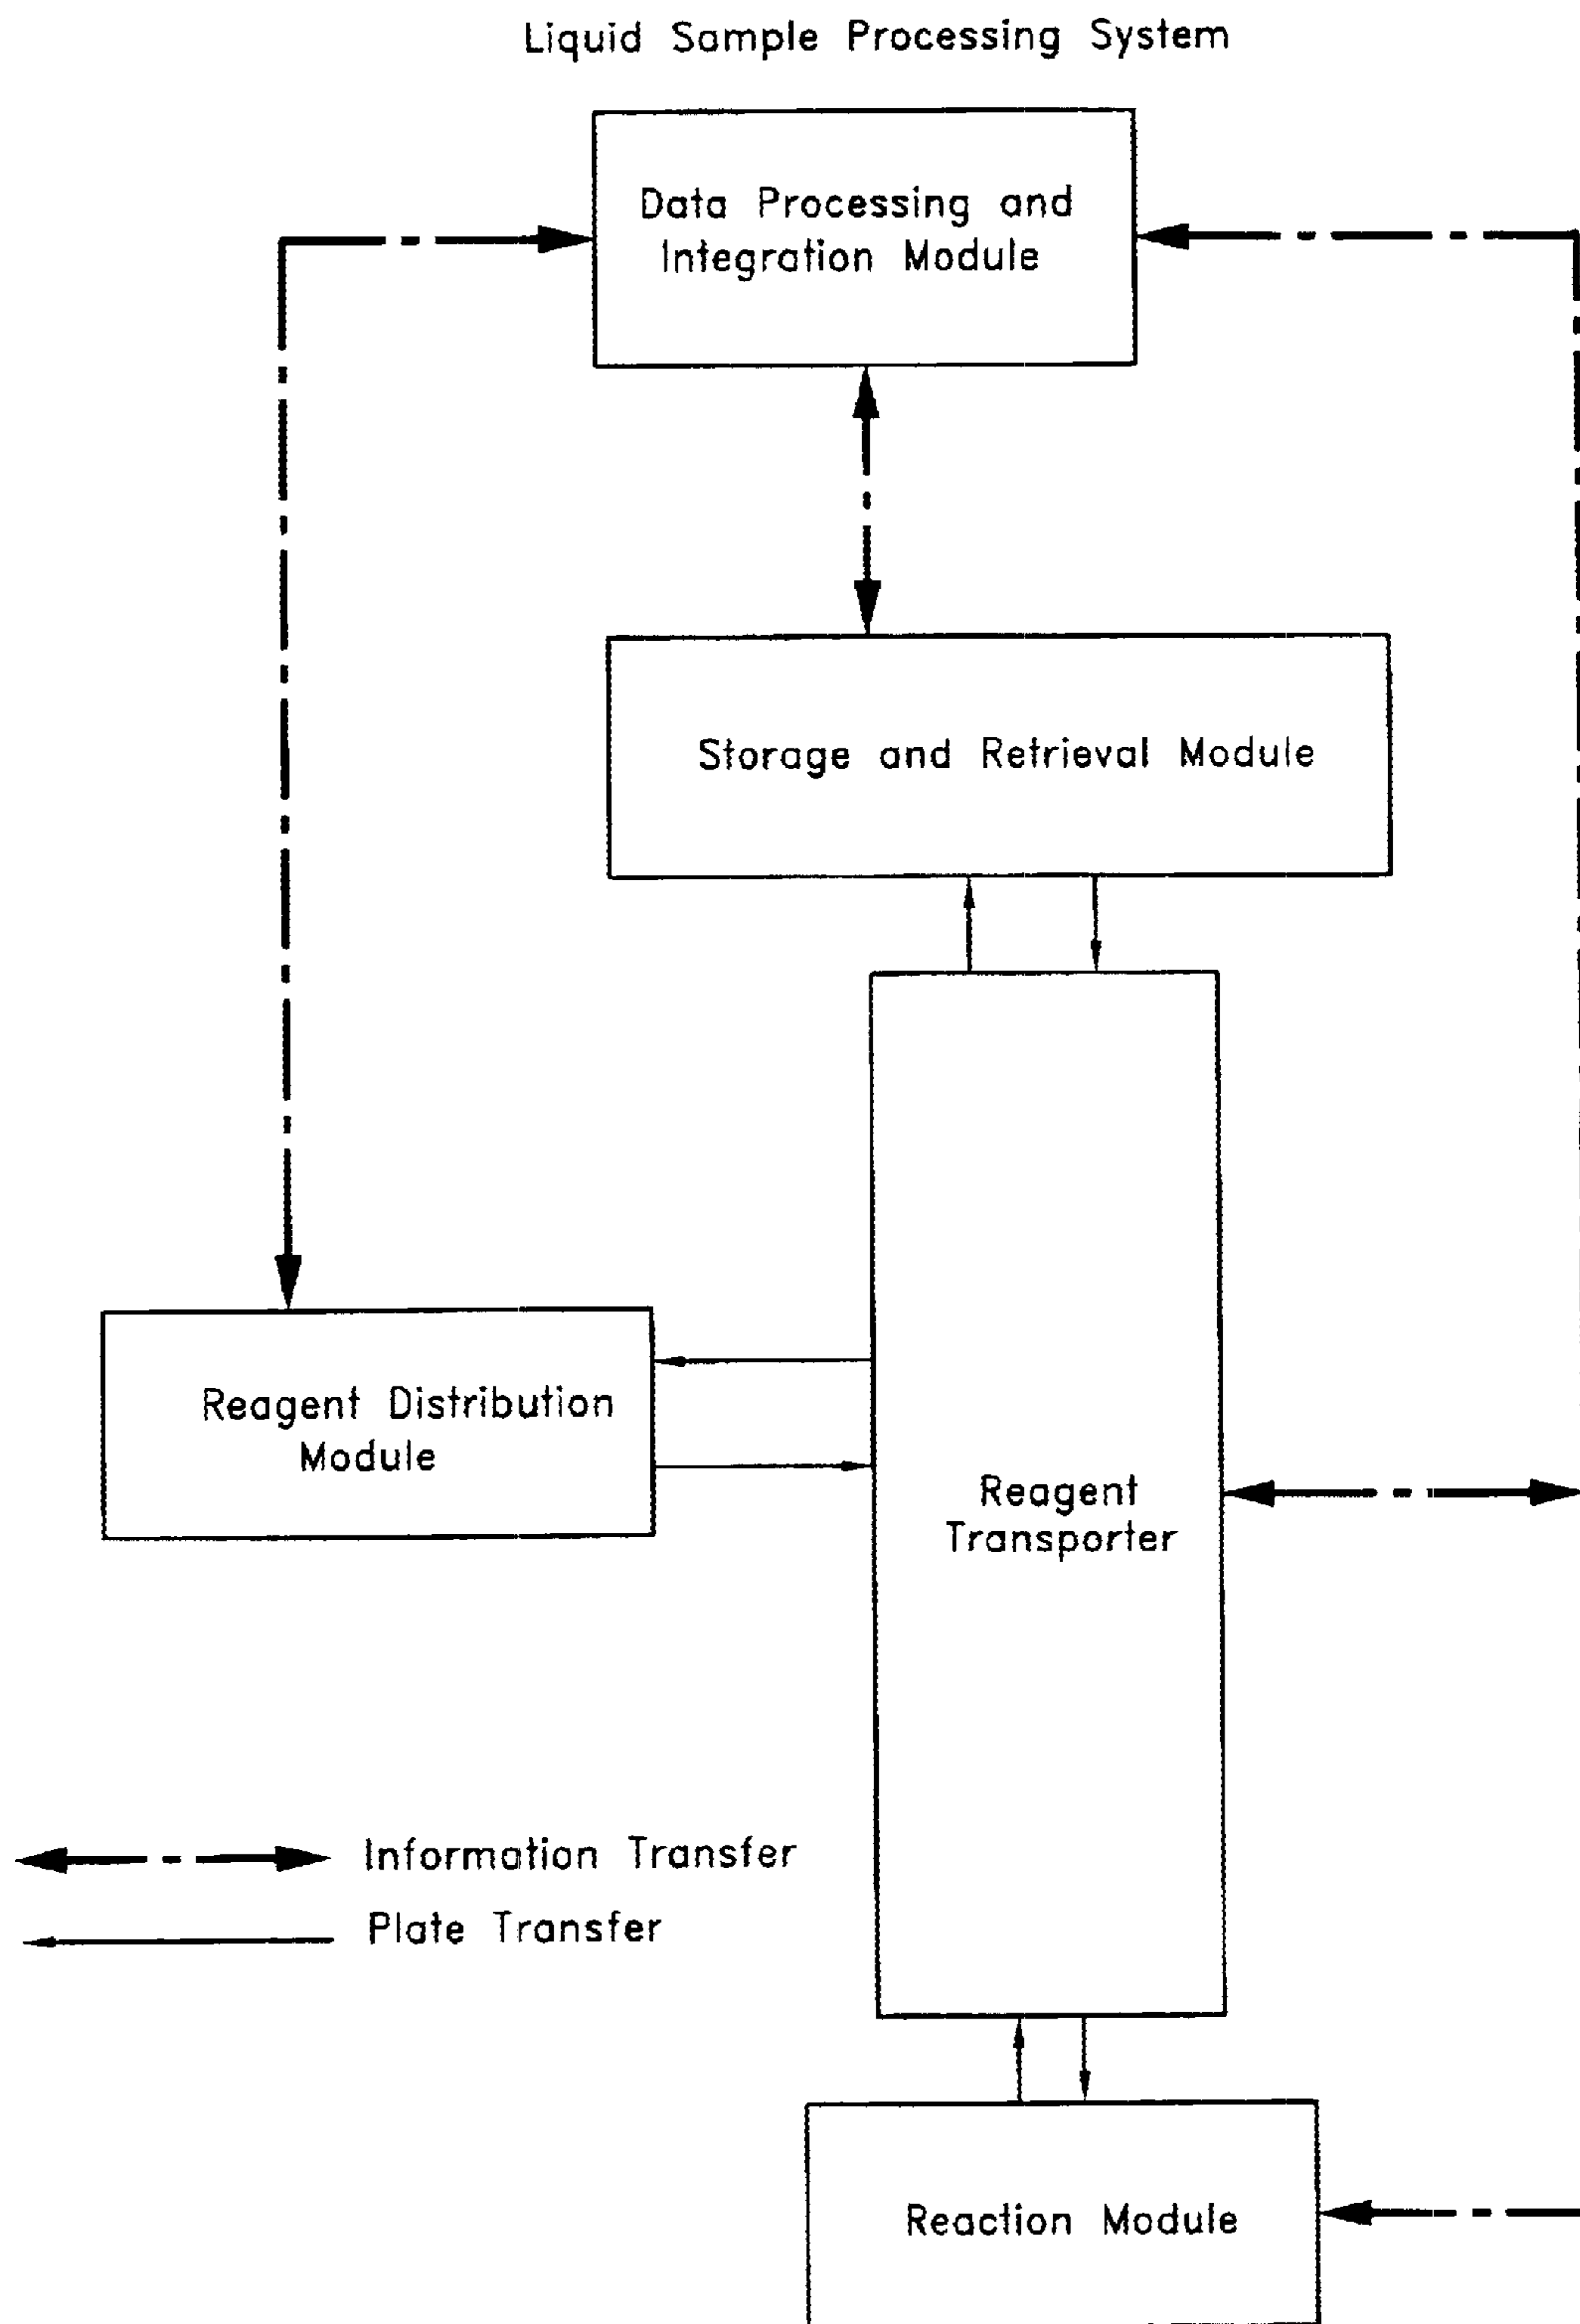 Liquid Sample Processing System
Data Processing and
Integration Module
Storage and Retrieval Module
Reagent Distribution
Module
Reagent
Transporter
Information Transfer
Plate Transfer
Reaction Module